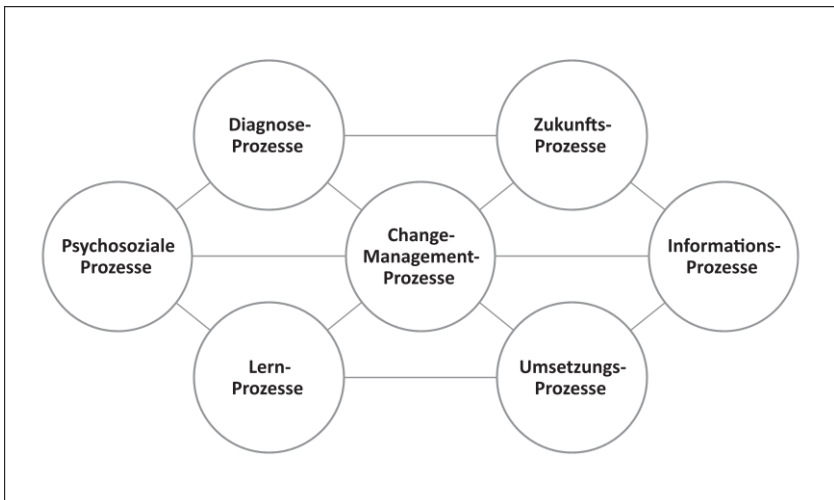 Diagnose-
Prozesse
Zukunfts-
Prozesse
Psychosoziale
Prozesse
Change-
Management-
Prozesse
Informations-
Prozesse
Lern-
Prozesse
Umsetzungs-
Prozesse